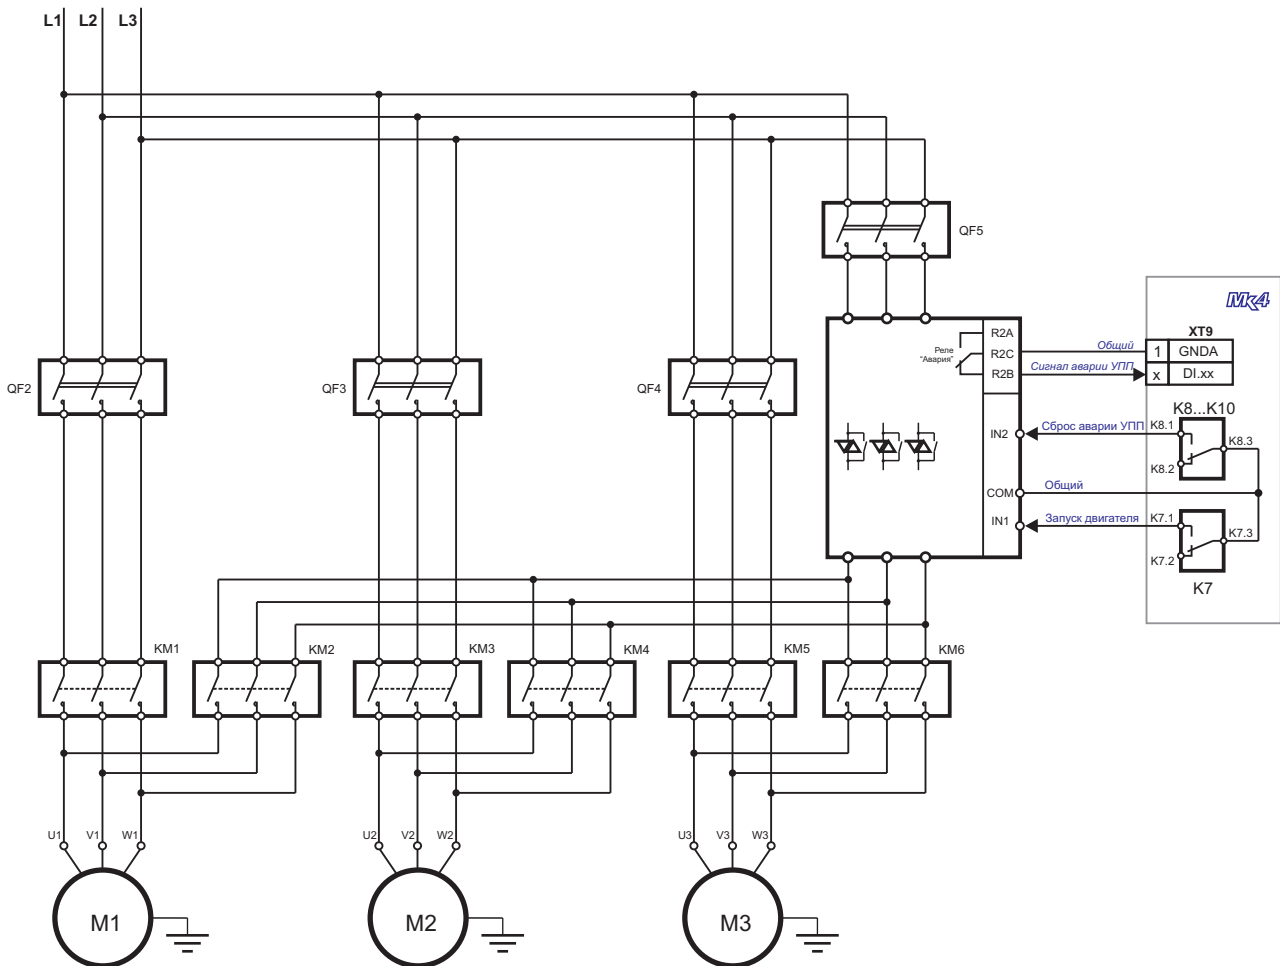 L1 L2 L3
QF5
MK4
XT9
R2A
Реле
"Авария"
R2C
Общий
1 GNDA
R2B
Сигнал аварии УПП
x DI.xx
QF2
QF3
QF4
K8...K10
IN2
Сброс аварии УПП
K8.1
K8.3
K8.2
COM
Общий
IN1
Запуск двигателя
K7.1
K7.3
K7.2
K7
KM1
KM2
KM3
KM4
KM5
KM6
U1 V1 W1
U2 V2 W2
U3 V3 W3
M1
M2
M3